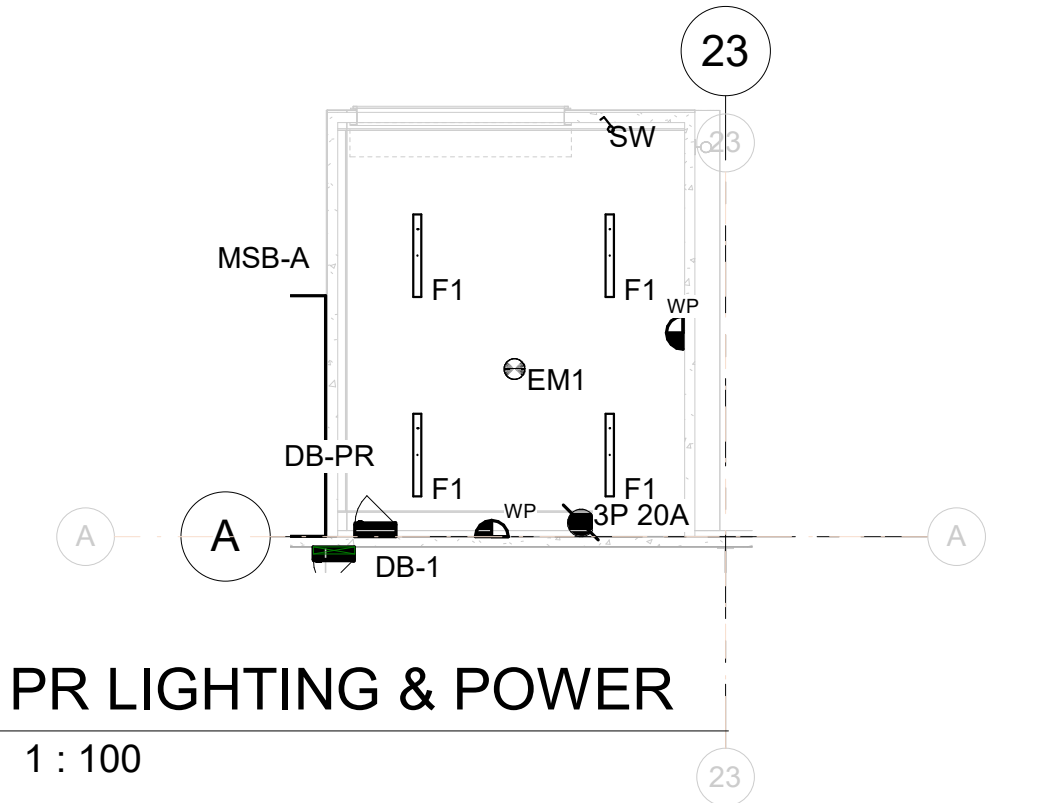 23
SW
23
MSB-A
F1
F1
WP
EM1
DB-PR
F1
F1
WP
3P 20A
A
A
A
DB-1
PR LIGHTING & POWER
1 : 100
23